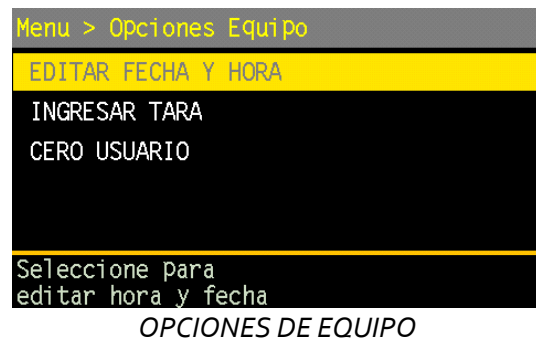 Menu > Opciones Equipo
EDITAR FECHA Y HORA
INGRESAR TARA
CERO USUARIO
Seleccione para
editar hora y fecha
OPCIONES DE EQUIPO